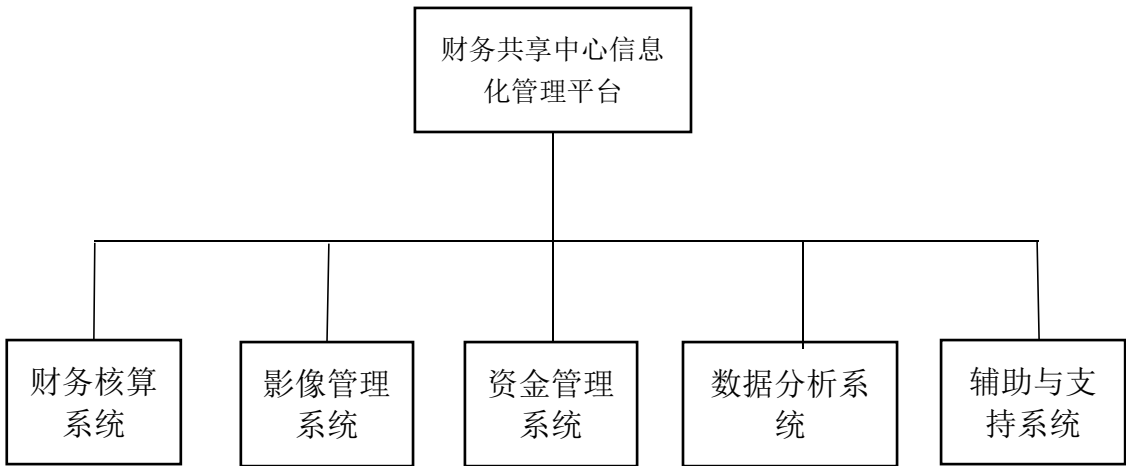 财务共享中心信息
化管理平台
财务核算
系统
影像管理
系统
资金管理
系统
数据分析系
统
辅助与支
持系统